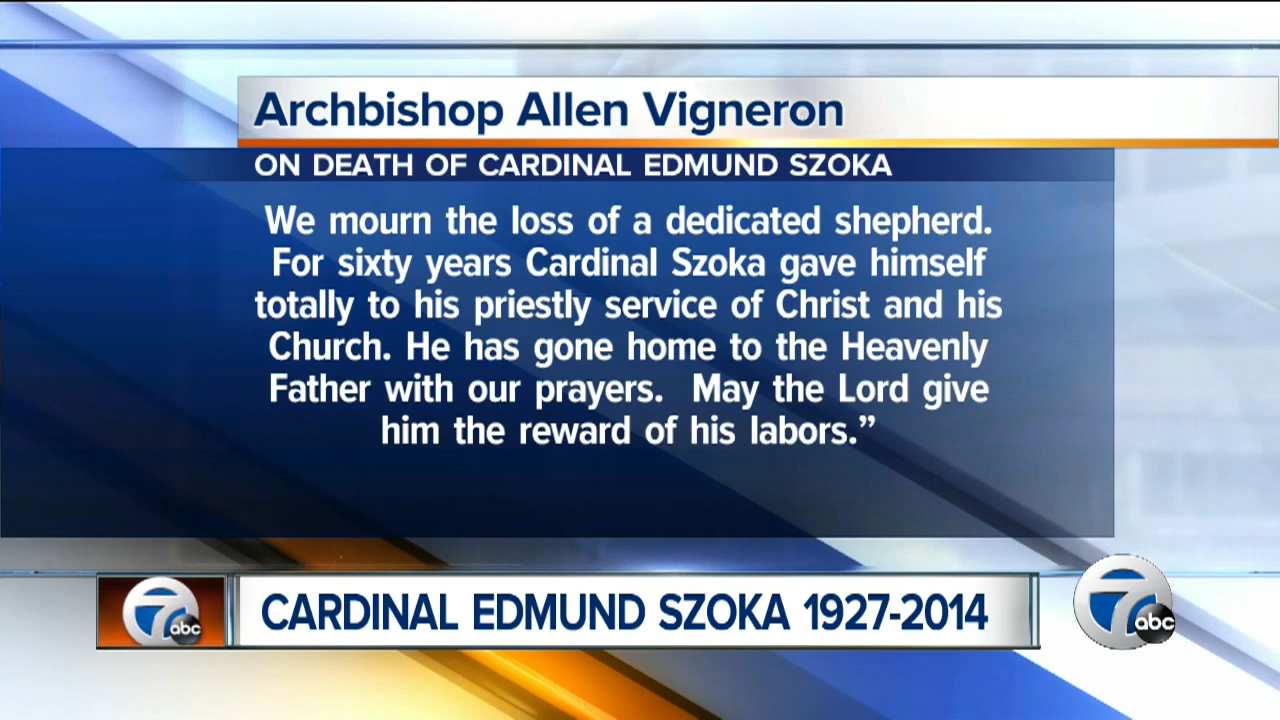 Archbishop Allen Vigneron
ON DEATH OF CARDINAL EDMUND SZOKA
We mourn the loss of a dedicated shepherd.
For sixty years Cardinal Szoka gave himself
totally to his priestly service of Christ and his
Church. He has gone home to the Heavenly
Father with our prayers.  May the Lord give
him the reward of his labors.”
7 abc
CARDINAL EDMUND SZOKA 1927-2014
7 abc